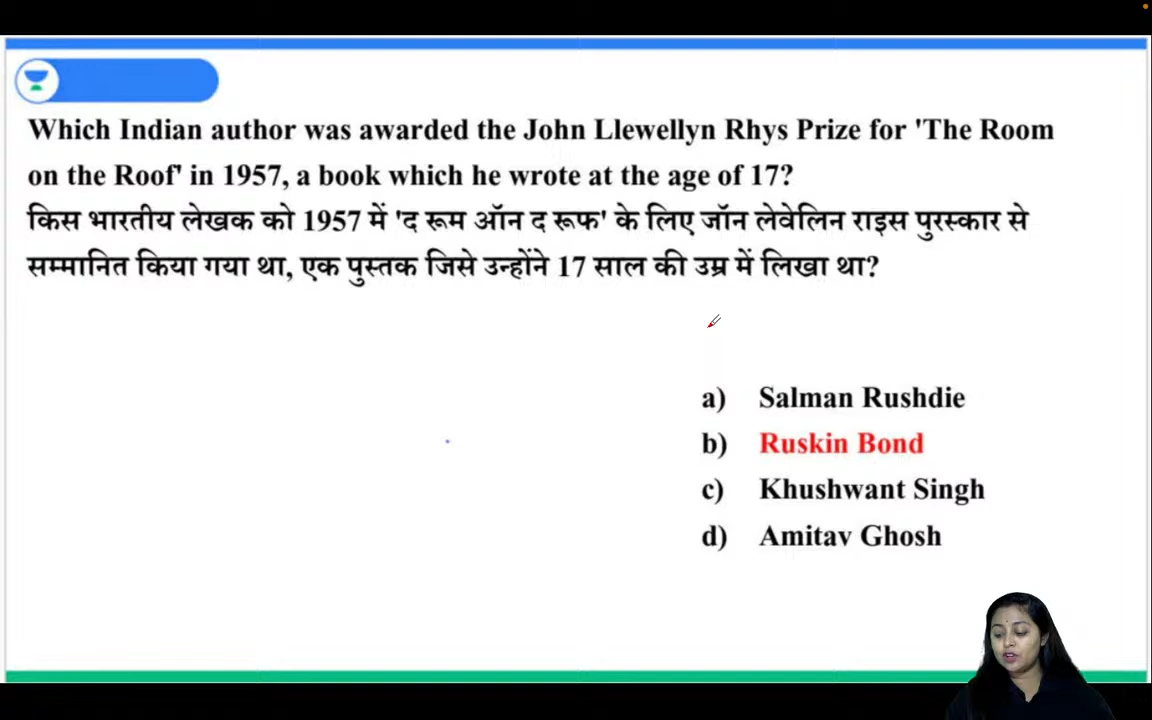 Which Indian author was awarded the John Llewellyn Rhys Prize for 'The Room
on the Roof' in 1957, a book which he wrote at the age of 17?
किस भारतीय लेखक को 1957 में 'द रूम ऑन द रूफ' के लिए जॉन लेवेलिन राइस पुरस्कार से
सम्मानित किया गया था, एक पुस्तक जिसे उन्होंने 17 साल की उम्र में लिखा था?
a) Salman Rushdie
b) Ruskin Bond
c) Khushwant Singh
d) Amitav Ghosh